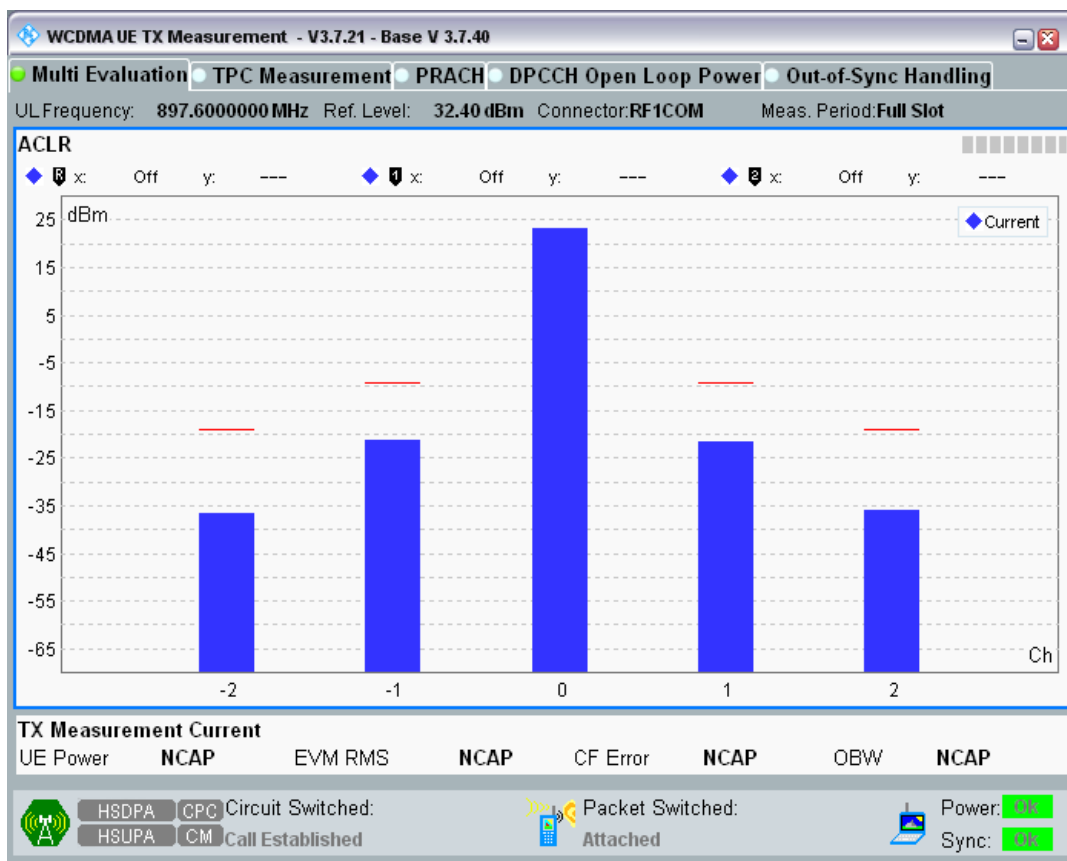 WCDMA UE TX Measurement - V3.7.21 - Base V 3.7.40
Multi Evaluation TPC Measurement PRACH DPCCH Open Loop Power Out-of-Sync Handling
UL Frequency: 897.6000000 MHz Ref. Level: 32.40 dBm Connector:RF1COM Meas. Period:Full Slot
ACLR
R x: Off y: --- 1 x: Off y: --- 2 x: Off y: ---
dBm
Current
25
15
5
-5
-15
-25
-35
-45
-55
-65
Ch
-2 -1 0 1 2
TX Measurement Current
UE Power NCAP EVM RMS NCAP CF Error NCAP OBW NCAP
HSDPA CPC Circuit Switched: Packet Switched: Power: Ok
HSUPA CM Call Established Attached Sync: Ok